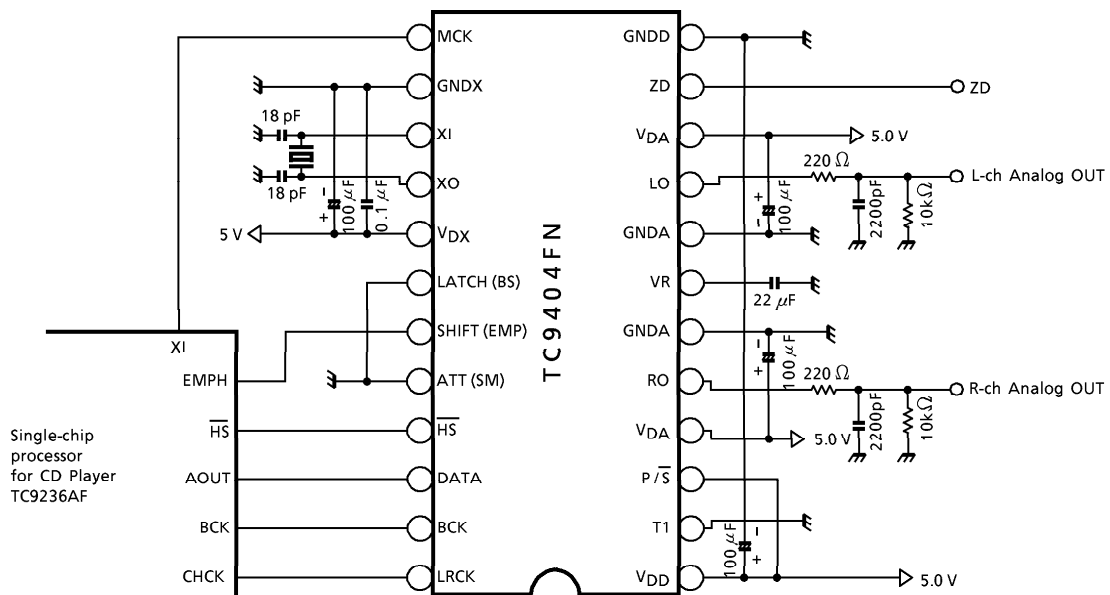 MCK
GNDD
GNDX
ZD
ZD
18 pF
XI
VDA
5.0 V
220 Ω
18 pF
XO
LO
L-ch Analog OUT
-
+
100 μF
0.1 μF
+
-
100 μF
2200pF
10kΩ
5 V
VDX
GNDA
LATCH (BS)
VR
22 μF
TC9404FN
SHIFT (EMP)
GNDA
XI
-
+
100 μF
220 Ω
EMPH
ATT (SM)
RO
R-ch Analog OUT
2200pF
10kΩ
HS
HS
VDA
5.0 V
Single-chip
processor
for CD Player
TC9236AF
AOUT
DATA
P/S
BCK
BCK
T1
100 μF
-
+
CHCK
LRCK
VDD
5.0 V